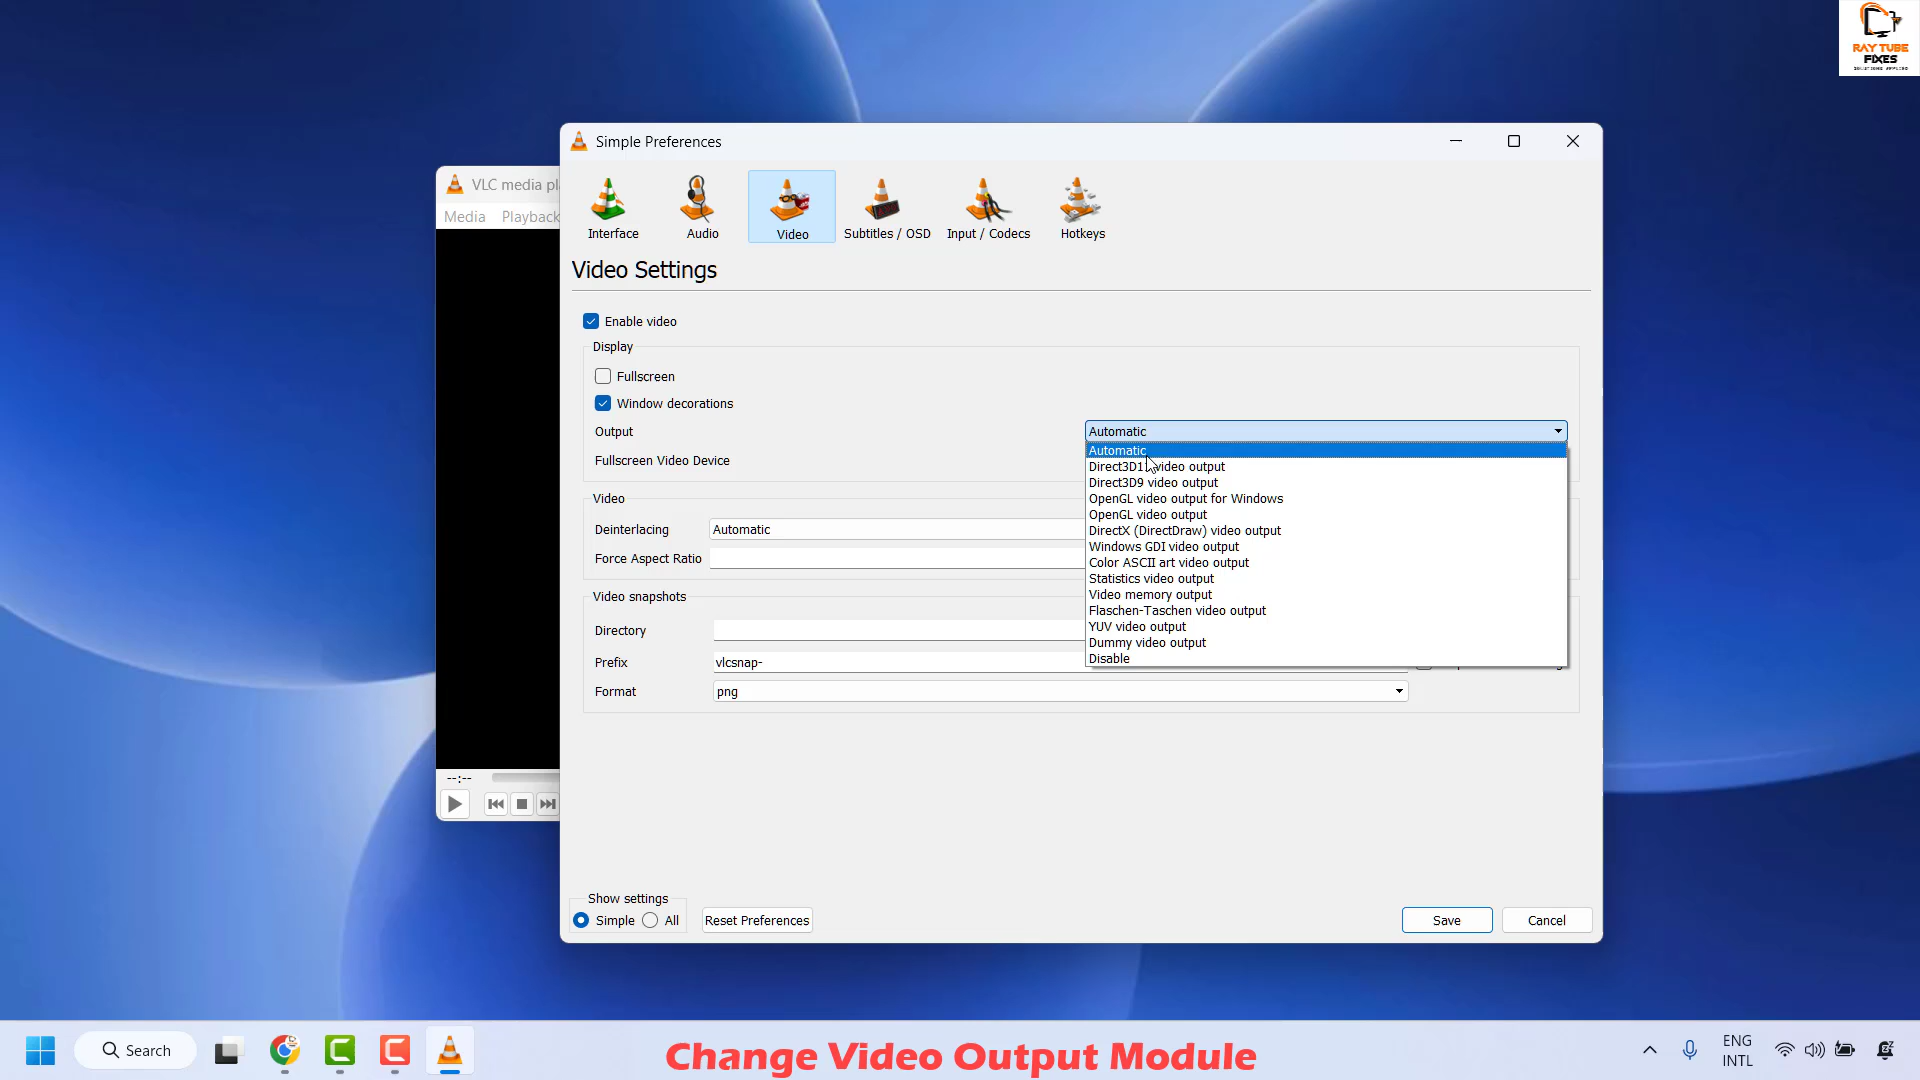 RAY TUBE
FIXES
SOLUTIONS APPLIED
Simple Preferences
VLC media pl
Media Playback
Interface
Audio
Video
Subtitles / OSD
Input / Codecs
Hotkeys
Video Settings
Enable video
Display
Fullscreen
Window decorations
Output
Automatic
Fullscreen Video Device
Automatic
Direct3D11 video output
Direct3D9 video output
OpenGL video output for Windows
OpenGL video output
DirectX (DirectDraw) video output
Windows GDI video output
Color ASCII art video output
Statistics video output
Video memory output
Flaschen-Taschen video output
YUV video output
Dummy video output
Disable
Video
Deinterlacing Automatic
Force Aspect Ratio
Video snapshots
Directory
Prefix vlcsnap-
Format png
--:--
Show settings
Simple All
Reset Preferences
Save
Cancel
Search
Change Video Output Module
ENG
INTL